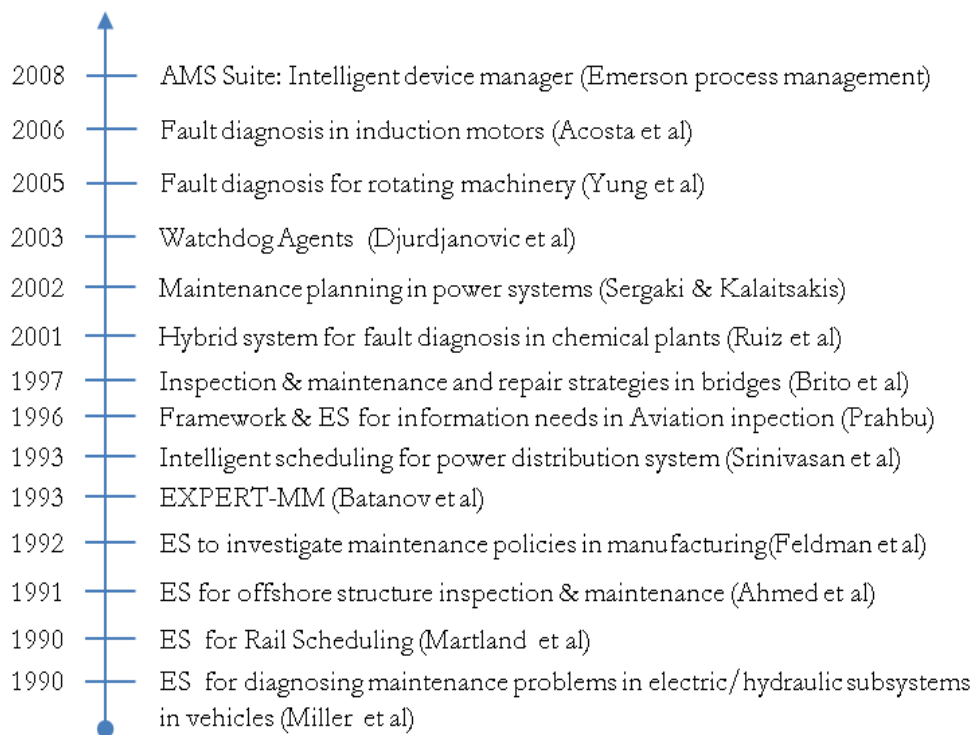 2008 AMS Suite: Intelligent device manager (Emerson process management)
2006 Fault diagnosis in induction motors (Acosta et al)
2005 Fault diagnosis for rotating machinery (Yung et al)
2003 Watchdog Agents (Djurdjanovic et al)
2002 Maintenance planning in power systems (Sergaki & Kalaitsakis)
2001 Hybrid system for fault diagnosis in chemical plants (Ruiz et al)
1997 Inspection & maintenance and repair strategies in bridges (Brito et al)
1996 Framework & ES for information needs in Aviation inpection (Prahbu)
1993 Intelligent scheduling for power distribution system (Srinivasan et al)
1993 EXPERT-MM (Batanov et al)
1992 ES to investigate maintenance policies in manufacturing(Feldman et al)
1991 ES for offshore structure inspection & maintenance (Ahmed et al)
1990 ES for Rail Scheduling (Martland et al)
1990 ES for diagnosing maintenance problems in electric/hydraulic subsystems
in vehicles (Miller et al)